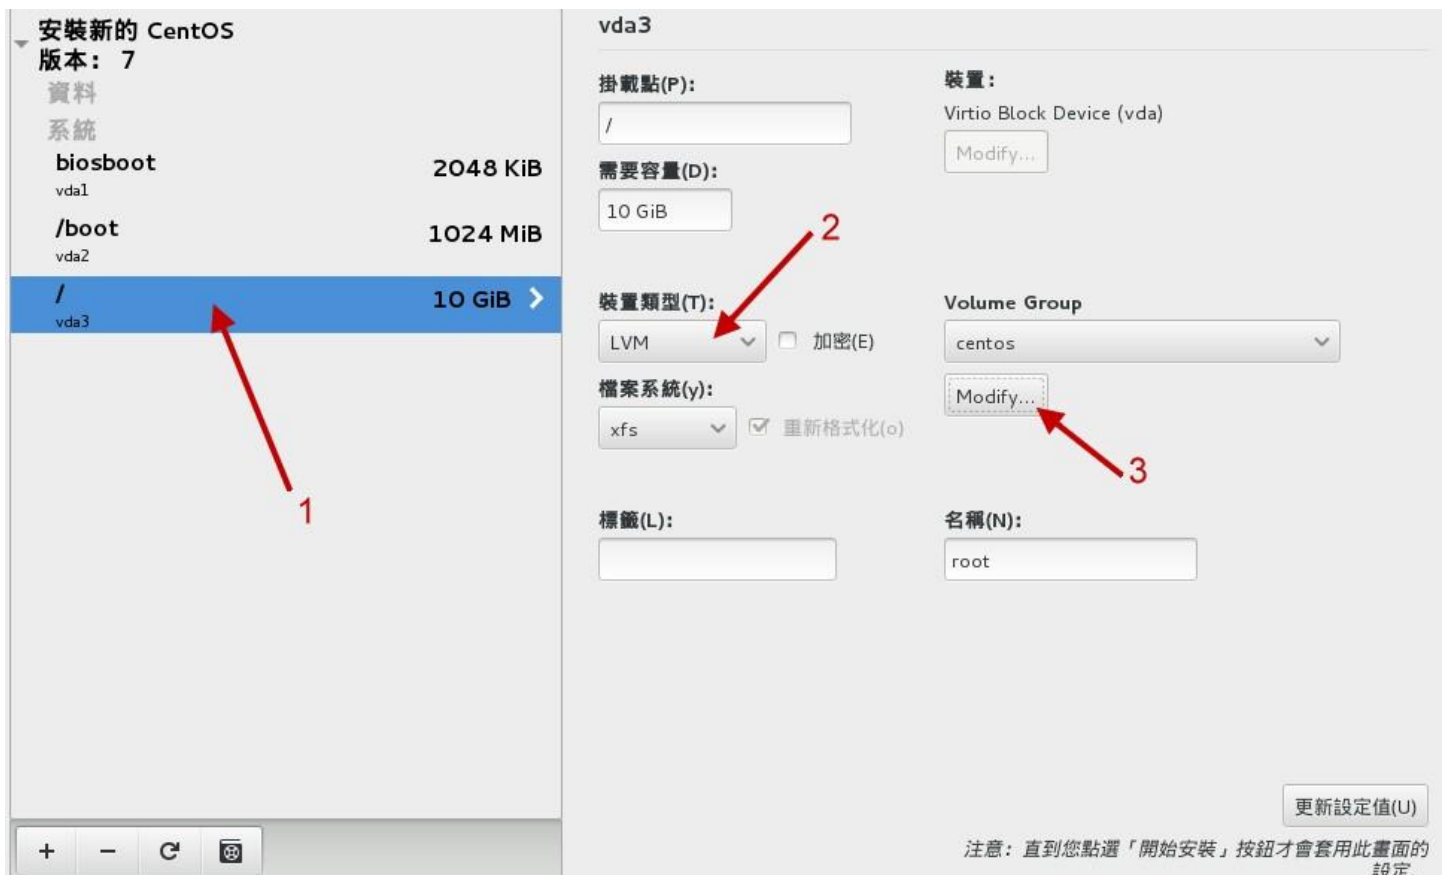 安裝新的 CentOS
版本： 7
資料
系統
biosboot
2048 KiB
vda1
/boot
1024 MiB
vda2
/
10 GiB
vda3
1
vda3
掛載點(P)：
/
裝置：
Virtio Block Device (vda)
Modify...
需要容量(D)：
10 GiB
2
裝置類型(T)：
LVM
加密(E)
Volume Group
centos
Modify...
檔案系統(y)：
xfs
重新格式化(o)
3
標籤(L)：
名稱(N)：
root
更新設定值(U)
注意：直到您點選「開始安裝」按鈕才會套用此畫面的
設定